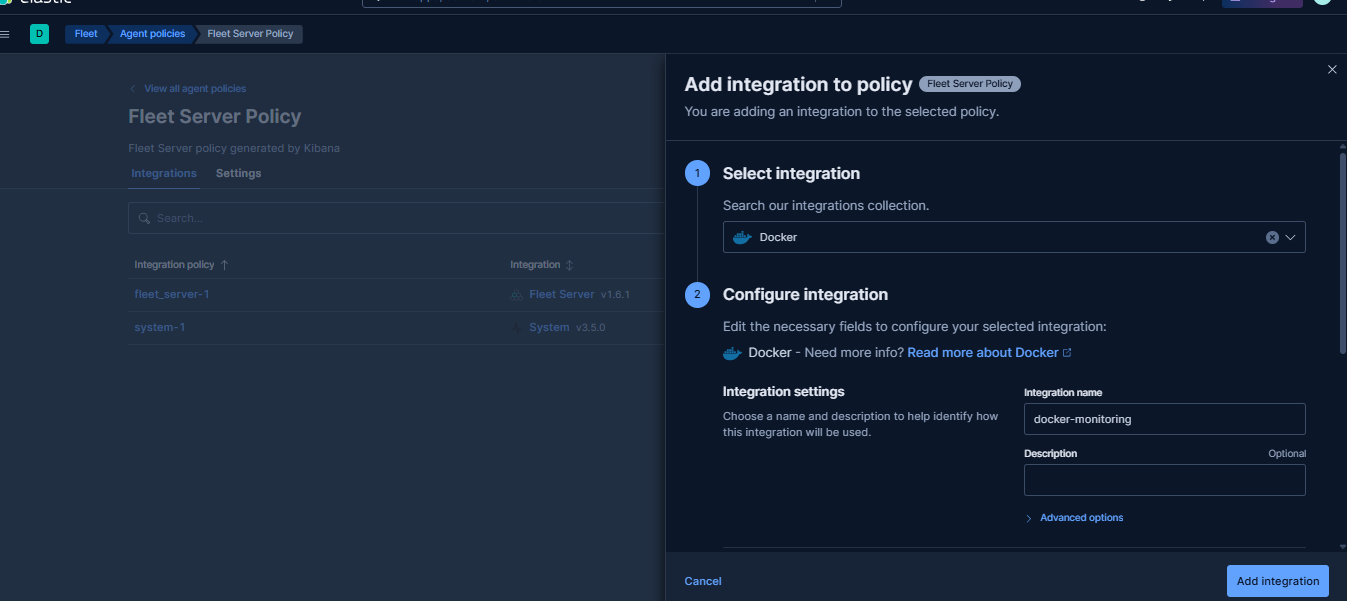 elastic
D
Fleet
Agent policies
Fleet Server Policy
View all agent policies
Fleet Server Policy
Fleet Server policy generated by Kibana
Integrations
Settings
Search...
Integration policy
Integration
fleet_server-1
Fleet Server v1.6.1
system-1
System v3.5.0
Add integration to policy
Fleet Server Policy
You are adding an integration to the selected policy.
1
Select integration
Search our integrations collection.
Docker
2
Configure integration
Edit the necessary fields to configure your selected integration:
Docker - Need more info? Read more about Docker
Integration settings
Choose a name and description to help identify how
this integration will be used.
Integration name
docker-monitoring
Description
Optional
Advanced options
Cancel
Add integration